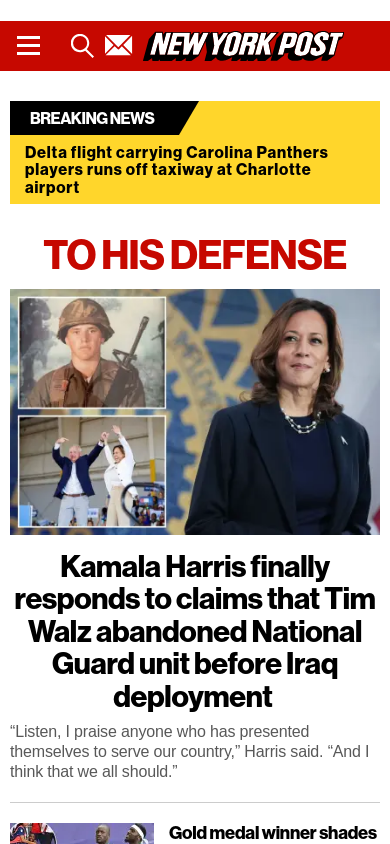 NEW YORK POST
BREAKING NEWS
Delta flight carrying Carolina Panthers
players runs off taxiway at Charlotte
airport
TO HIS DEFENSE
Kamala Harris finally
responds to claims that Tim
Walz abandoned National
Guard unit before Iraq
deployment
“Listen, I praise anyone who has presented
themselves to serve our country,” Harris said. “And I
think that we all should.”
Gold medal winner shades